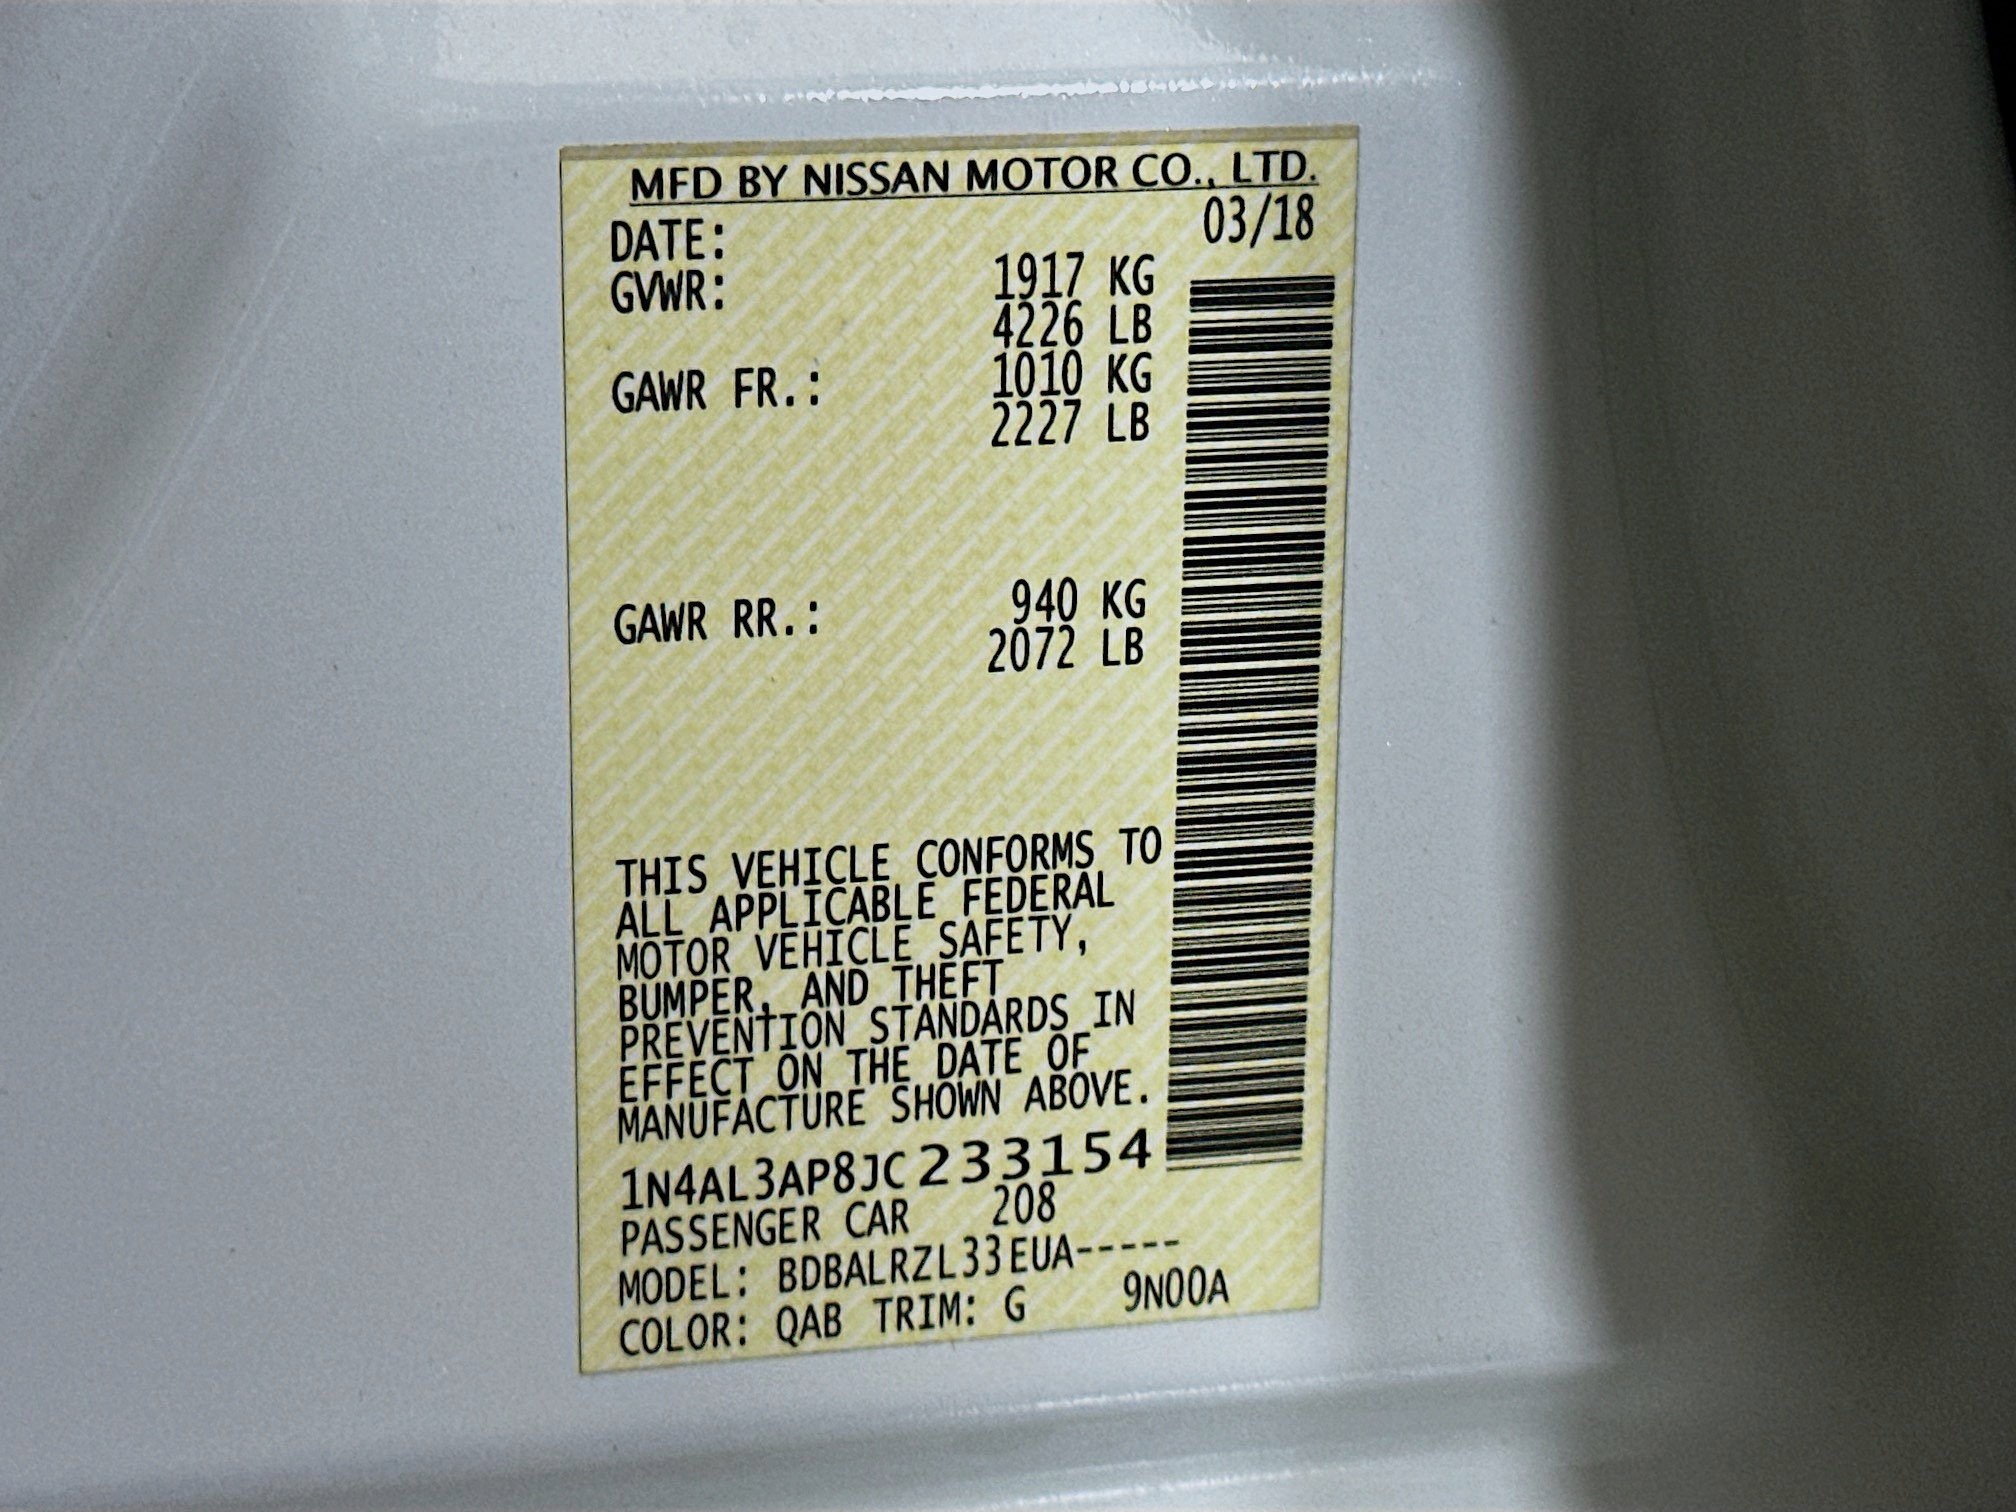 MFD BY NISSAN MOTOR CO., LTD.
DATE: 03/18
GVWR: 1917 KG
4226 LB
GAWR FR.: 1010 KG
2227 LB
GAWR RR.: 940 KG
2072 LB
THIS VEHICLE CONFORMS TO
ALL APPLICABLE FEDERAL
MOTOR VEHICLE SAFETY,
BUMPER, AND THEFT
PREVENTION STANDARDS IN
EFFECT ON THE DATE OF
MANUFACTURE SHOWN ABOVE.
1N4AL3AP8JC233154
PASSENGER CAR 208
MODEL: BDBALRZL33EUA-----
COLOR: QAB TRIM: G 9N00A